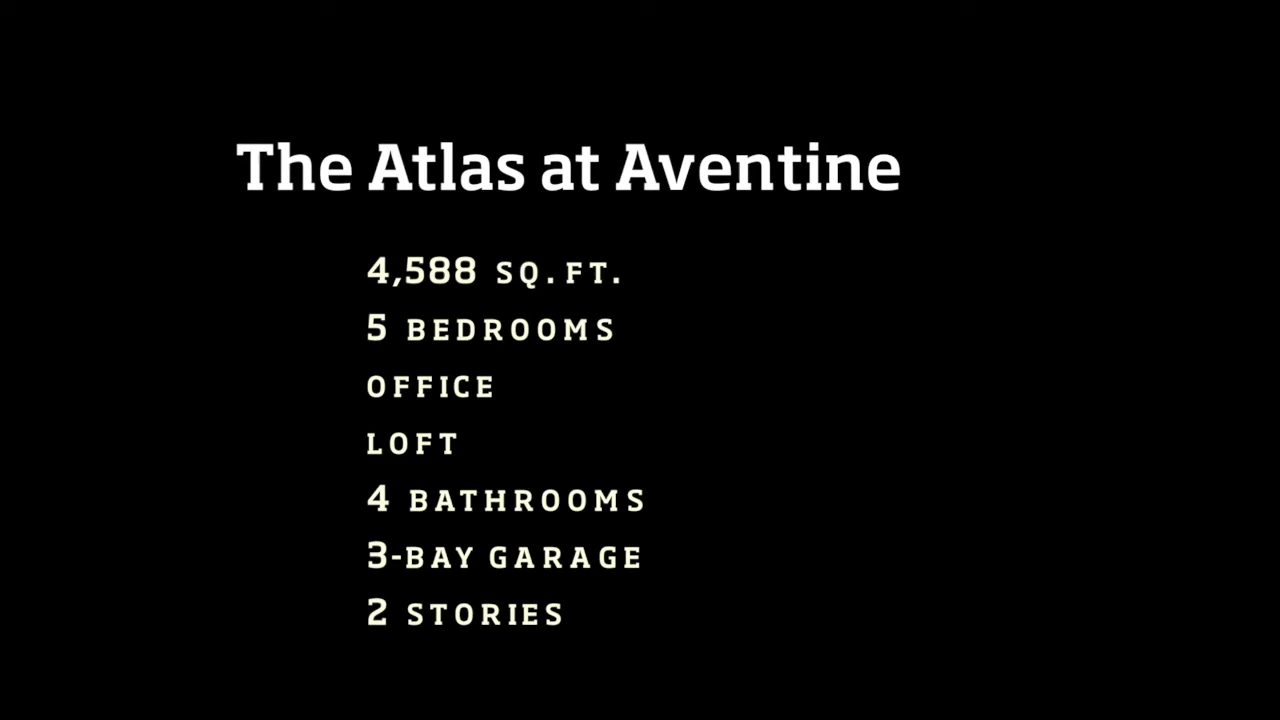 The Atlas at Aventine
4,588 SQ.FT.
5 BEDROOMS
OFFICE
LOFT
4 BATHROOMS
3-BAY GARAGE
2 STORIES